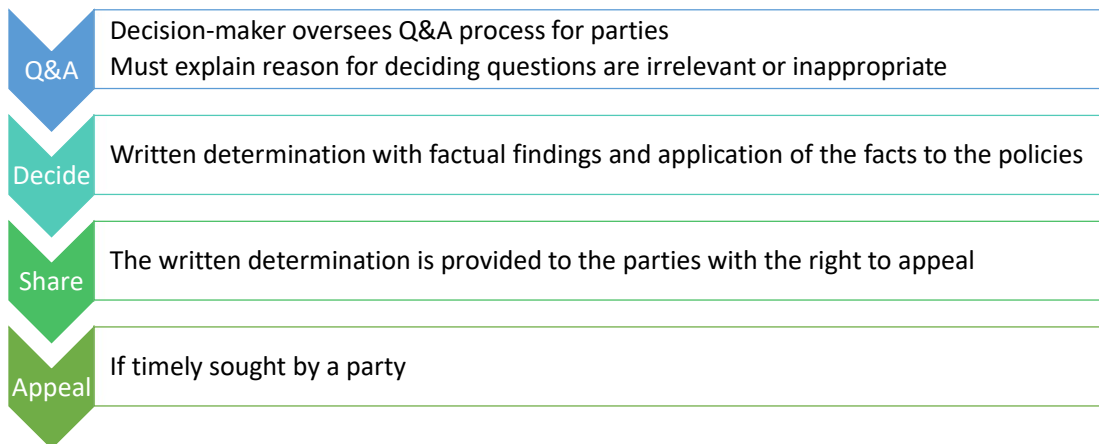 Q&A
Decision-maker oversees Q&A process for parties
Must explain reason for deciding questions are irrelevant or inappropriate
Decide
Written determination with factual findings and application of the facts to the policies
Share
The written determination is provided to the parties with the right to appeal
Appeal
If timely sought by a party